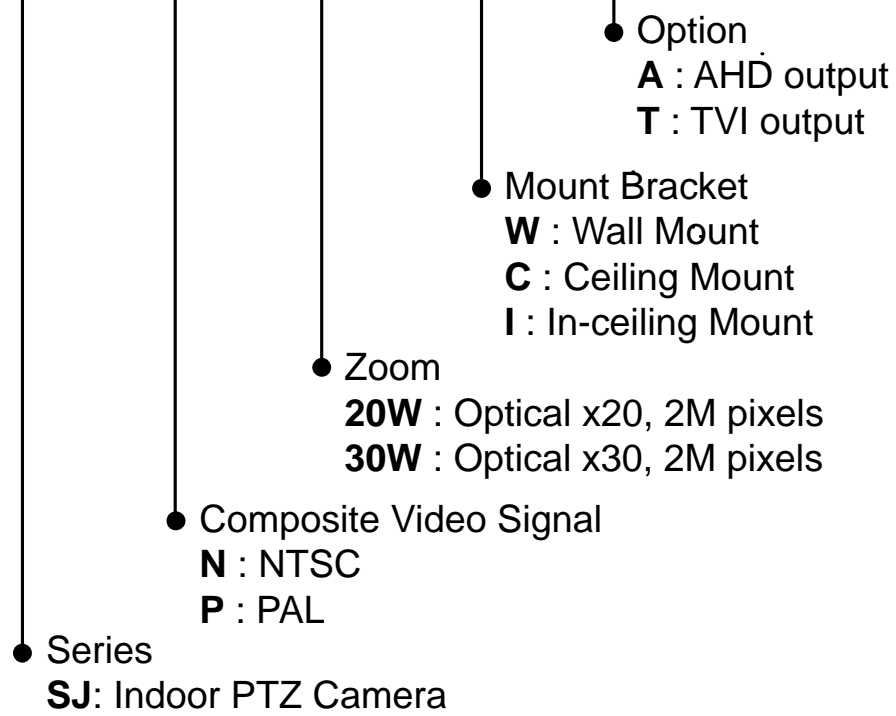 Option
A : AHD output
T : TVI output
Mount Bracket
W : Wall Mount
C : Ceiling Mount
I : In-ceiling Mount
Zoom
20W : Optical x20, 2M pixels
30W : Optical x30, 2M pixels
Composite Video Signal
N : NTSC
P : PAL
Series
SJ: Indoor PTZ Camera